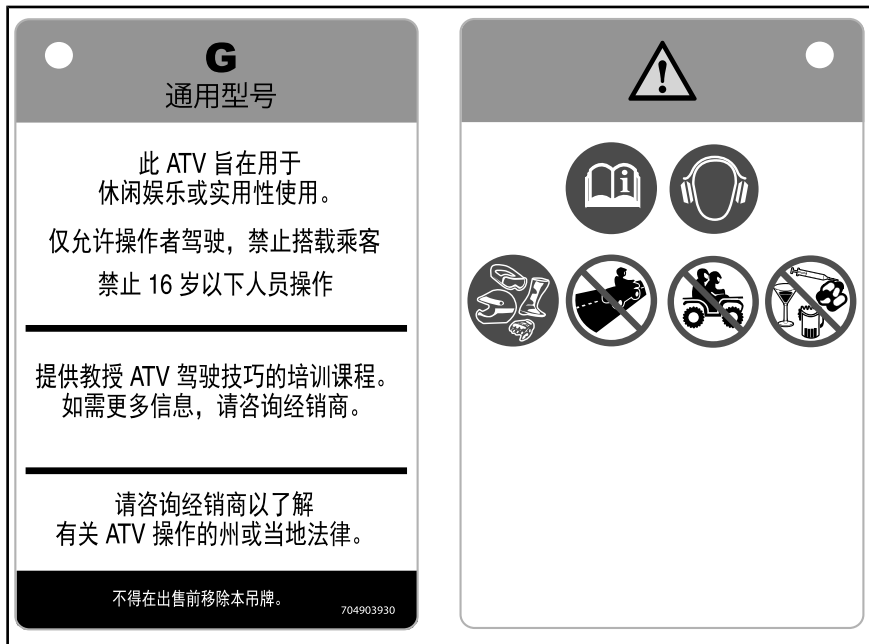 G
通用型号
此 ATV 旨在用于
休闲娱乐或实用性使用。
仅允许操作者驾驶，禁止搭载乘客
禁止 16 岁以下人员操作
提供教授 ATV 驾驶技巧的培训课程。
如需更多信息，请咨询经销商。
请咨询经销商以了解
有关 ATV 操作的州或当地法律。
不得在出售前移除本吊牌。
704903930